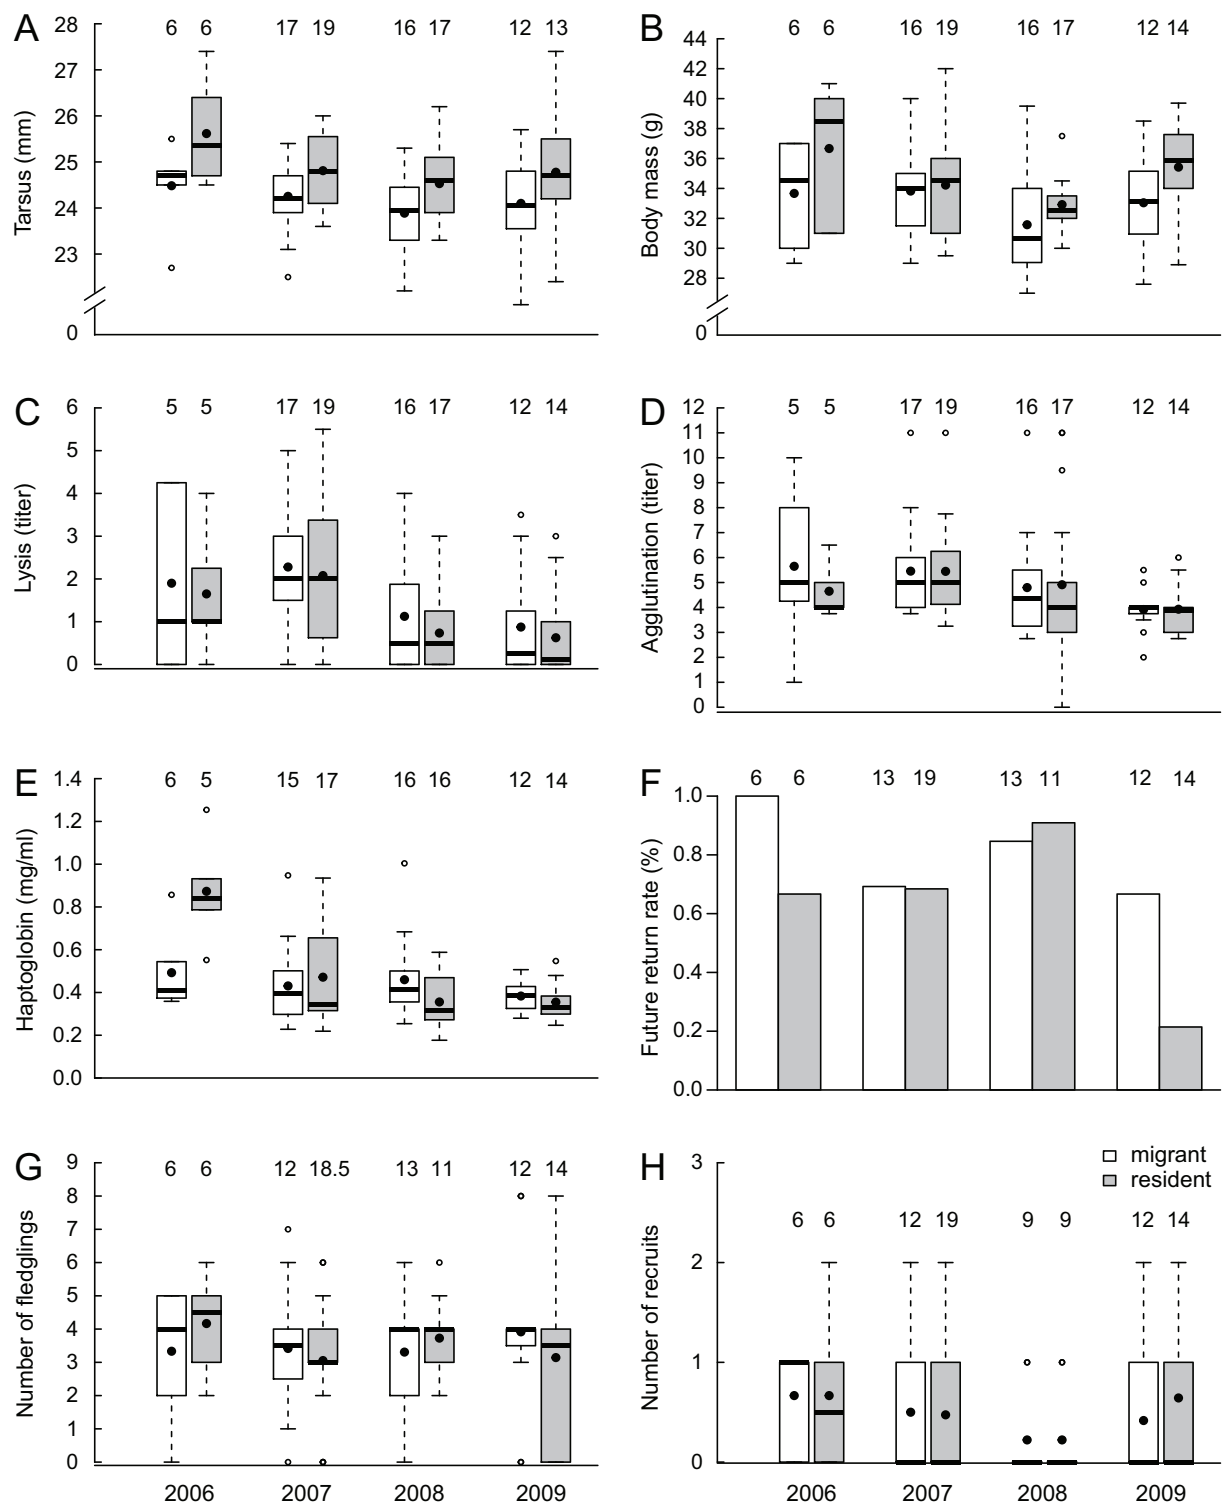 A
6 6 17 19 16 17 12 13
Tarsus (mm)
28
27
26
25
24
23
0
B
6 6 16 19 16 17 12 14
Body mass (g)
44
42
40
38
36
34
32
30
28
0
C
5 5 17 19 16 17 12 14
Lysis (titer)
6
5
4
3
2
1
0
D
5 5 17 19 16 17 12 14
Agglutination (titer)
12
11
10
9
8
7
6
5
4
3
2
1
0
E
6 5 15 17 16 16 12 14
Haptoglobin (mg/ml)
1.4
1.2
1.0
0.8
0.6
0.4
0.2
0.0
F
6 6 13 19 13 11 12 14
Future return rate (%)
1.0
0.8
0.6
0.4
0.2
0.0
G
6 6 12 18.5 13 11 12 14
Number of fledglings
9
8
7
6
5
4
3
2
1
0
2006 2007 2008 2009
H
migrant
resident
6 6 12 19 9 9 12 14
Number of recruits
3
2
1
0
2006 2007 2008 2009